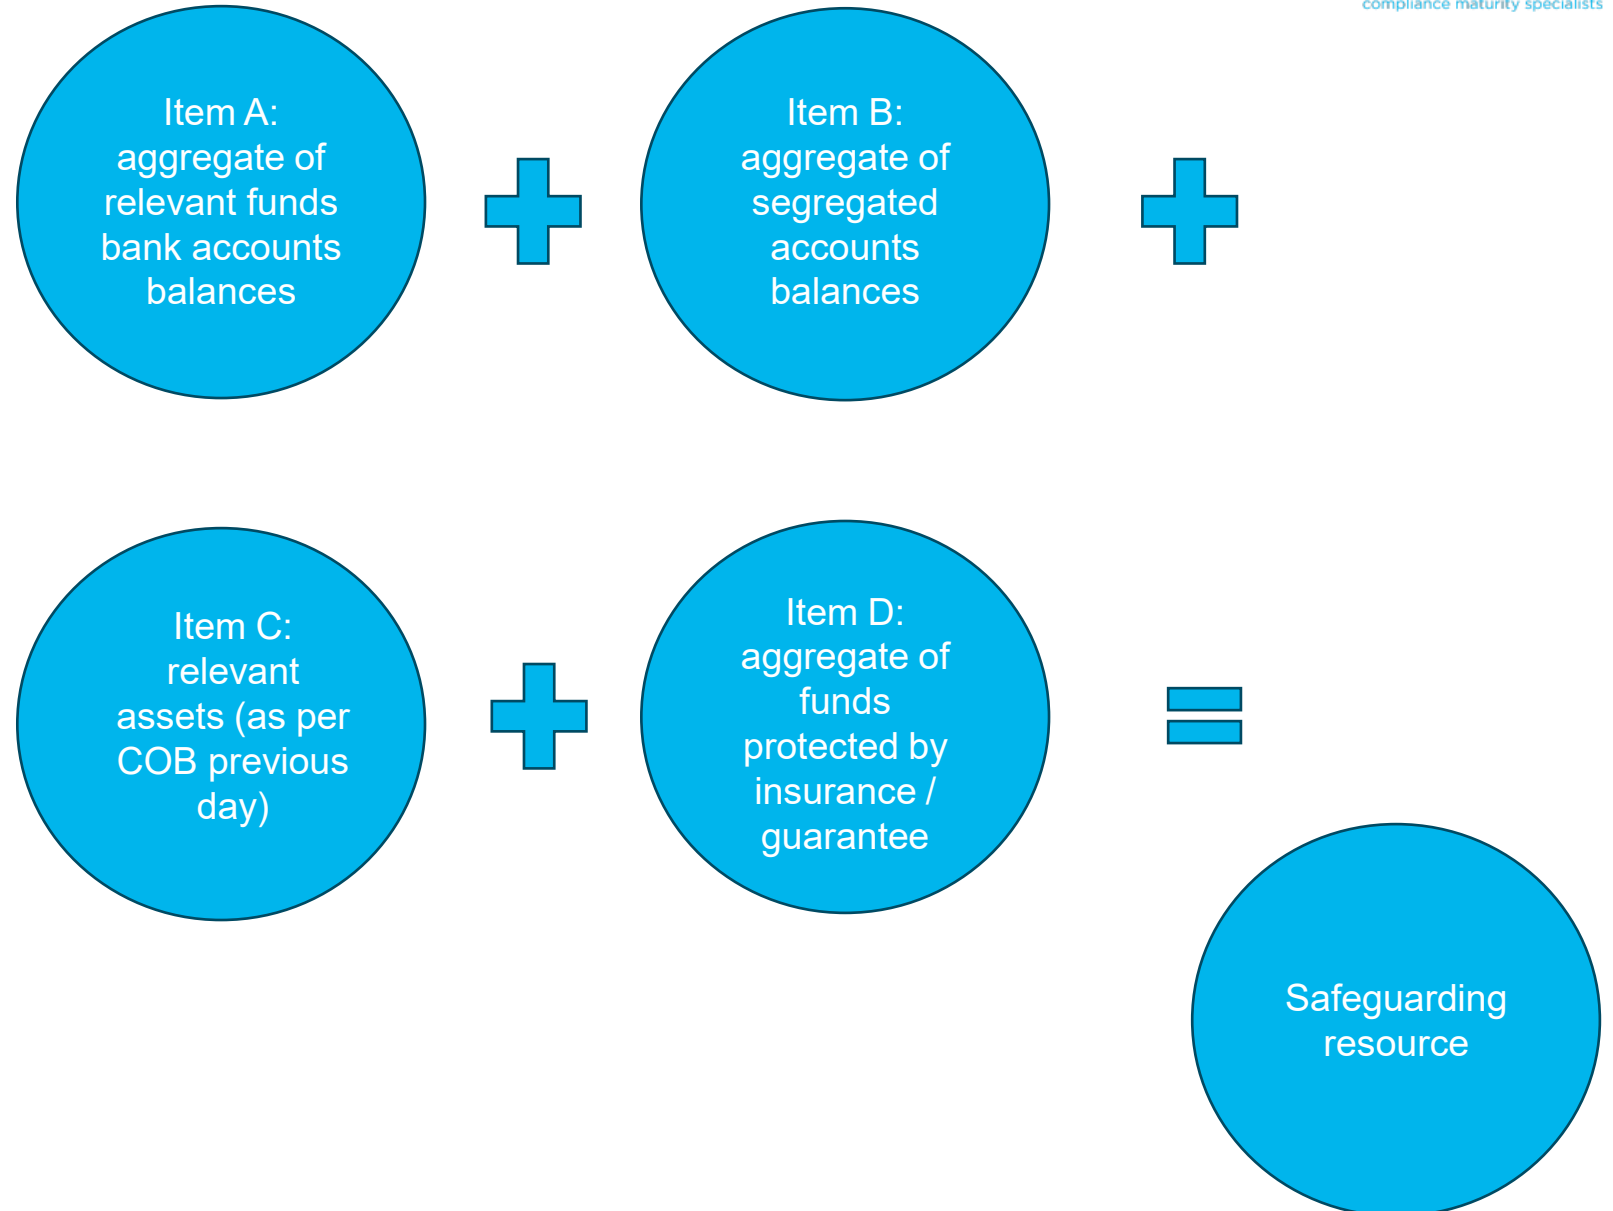 compliance maturity specialists
Item A:
aggregate of
relevant funds
bank accounts
balances
Item B:
aggregate of
segregated
accounts
balances
Item C:
relevant
assets (as per
COB previous
day)
Item D:
aggregate of
funds
protected by
insurance /
guarantee
Safeguarding
resource